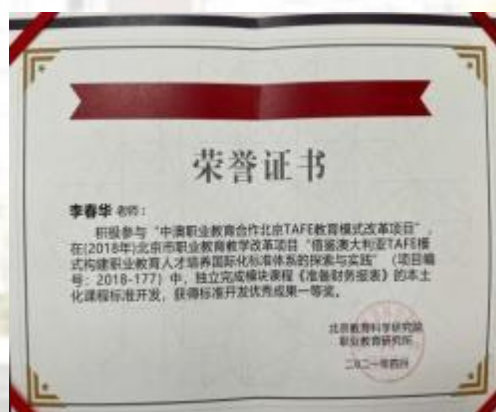 荣誉证书
李春华 老师：
积极参与“中澳职业教育合作北京TAFE教育模式改革项目”，
在(2018年)北京市职业教育教学改革项目“借鉴澳大利亚TAFE模
式构建职业教育人才培养国际化标准体系的探索与实践”（项目编
号：2018-177）中，独立完成模块课程《准备财务报表》的本土
化课程标准开发，获得标准开发优秀成果一等奖。
北京教育科学研究院
职业教育研究所
二〇二一年四月